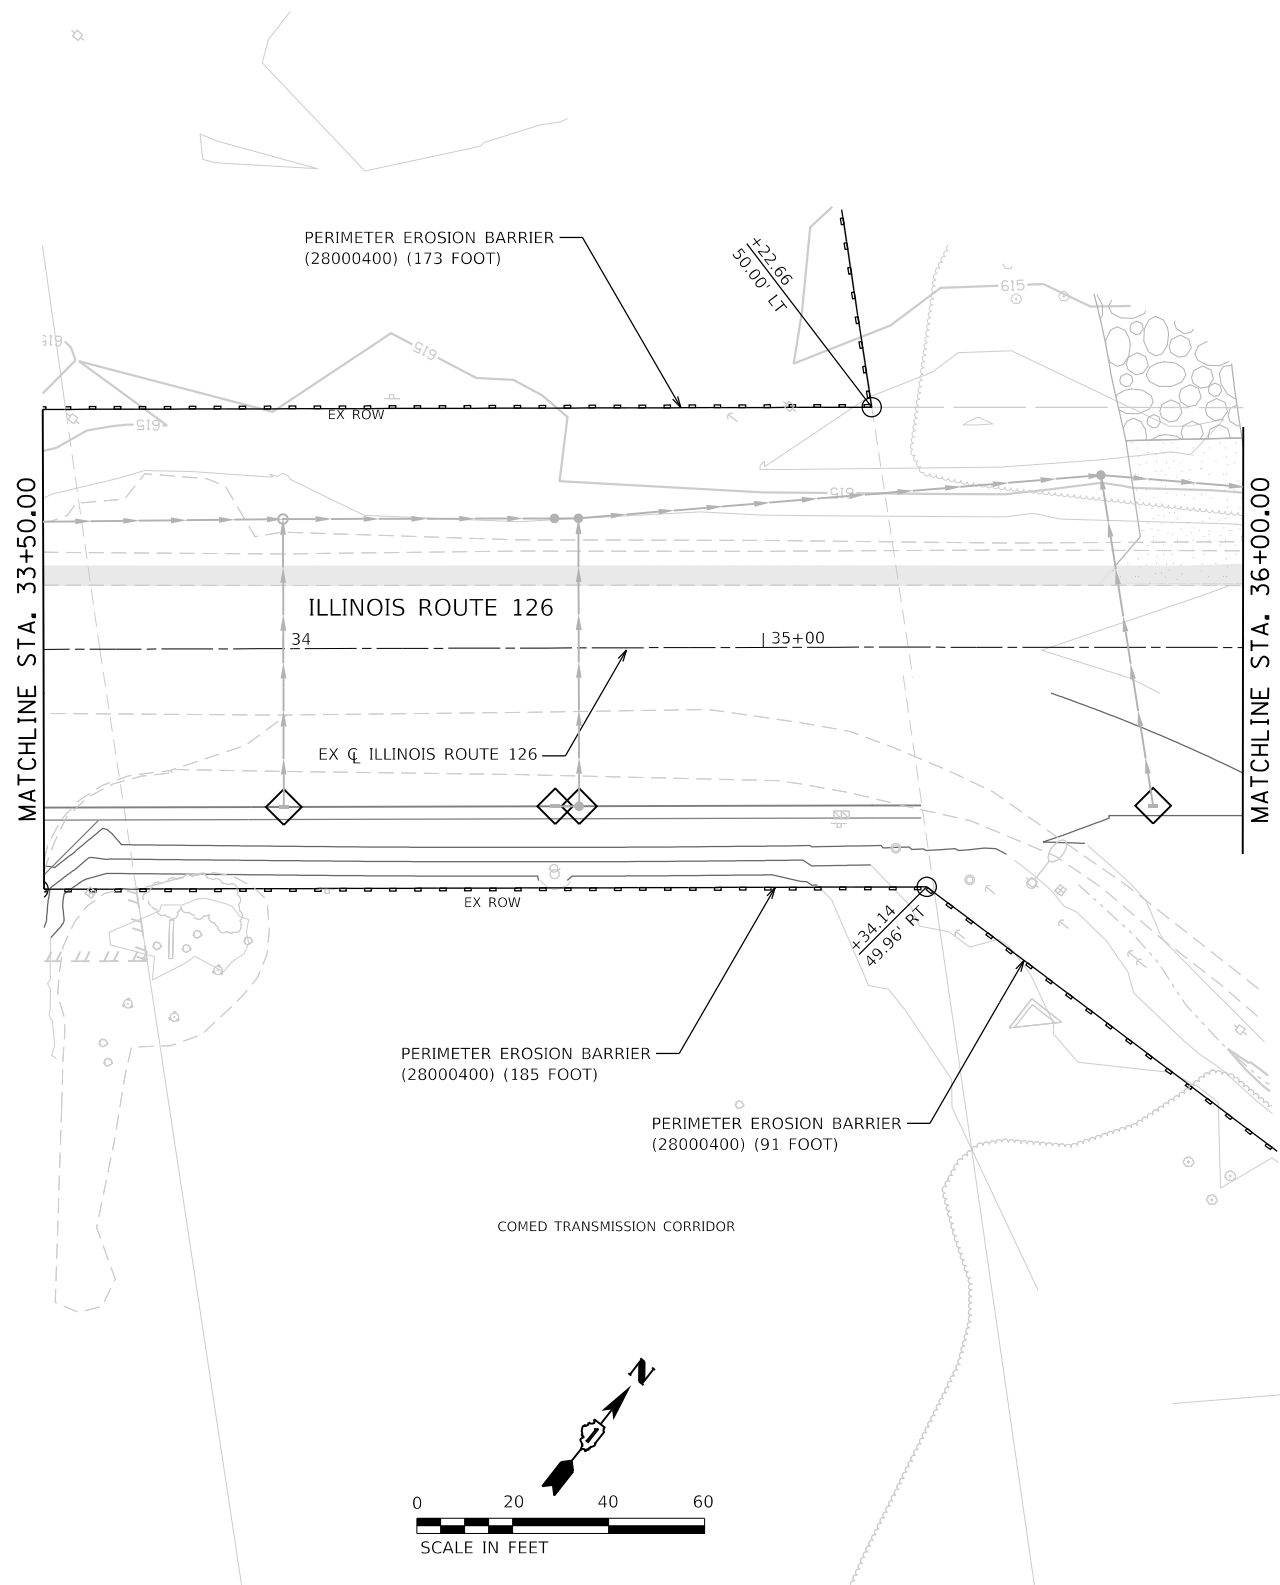 PERIMETER EROSION BARRIER
(28000400) (173 FOOT)
+22.66
50.00' LT
615
615
615
EX ROW
615
615
MATCHLINE STA. 33+50.00
MATCHLINE STA. 36+00.00
ILLINOIS ROUTE 126
34
35+00
EX ℄ ILLINOIS ROUTE 126
EX ROW
+34.14
49.96' RT
PERIMETER EROSION BARRIER
(28000400) (185 FOOT)
PERIMETER EROSION BARRIER
(28000400) (91 FOOT)
COMED TRANSMISSION CORRIDOR
N
0 20 40 60
SCALE IN FEET